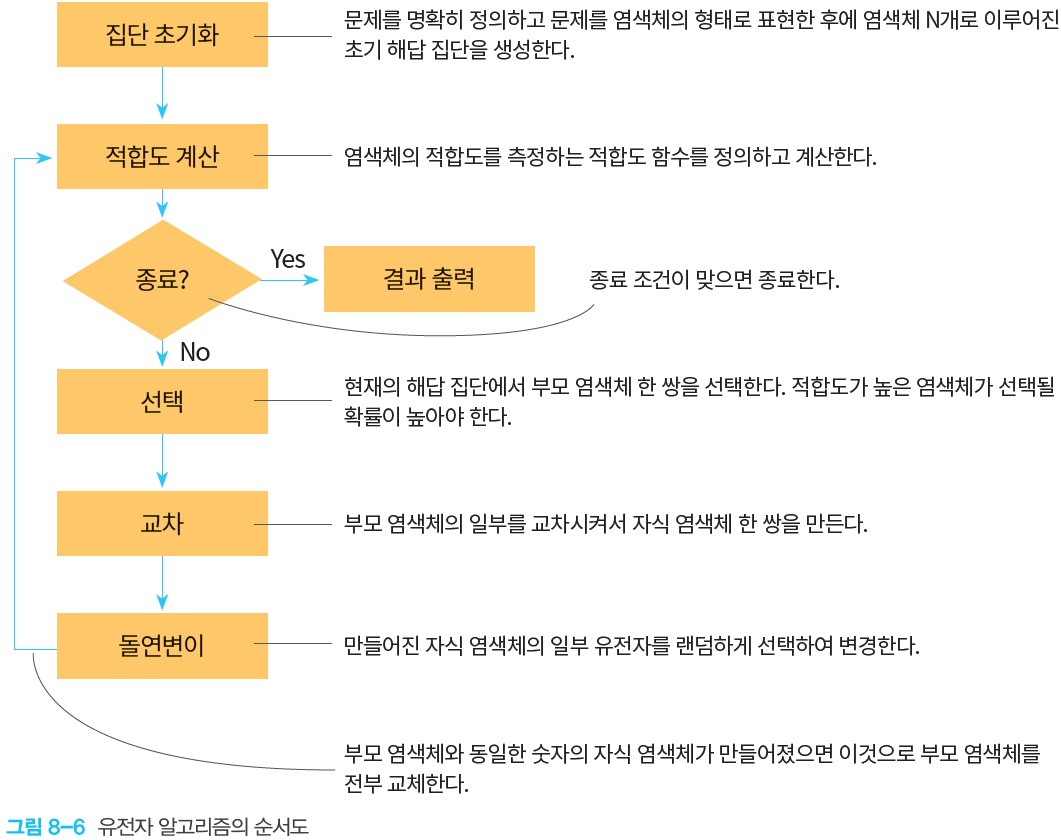 집단 초기화
문제를 명확히 정의하고 문제를 염색체의 형태로 표현한 후에 염색체 N개로 이루어진
초기 해답 집단을 생성한다.
적합도 계산
염색체의 적합도를 측정하는 적합도 함수를 정의하고 계산한다.
종료?
Yes
결과 출력
종료 조건이 맞으면 종료한다.
No
선택
현재의 해답 집단에서 부모 염색체 한 쌍을 선택한다. 적합도가 높은 염색체가 선택될
확률이 높아야 한다.
교차
부모 염색체의 일부를 교차시켜서 자식 염색체 한 쌍을 만든다.
돌연변이
만들어진 자식 염색체의 일부 유전자를 랜덤하게 선택하여 변경한다.
부모 염색체와 동일한 숫자의 자식 염색체가 만들어졌으면 이것으로 부모 염색체를
전부 교체한다.
그림 8-6 유전자 알고리즘의 순서도